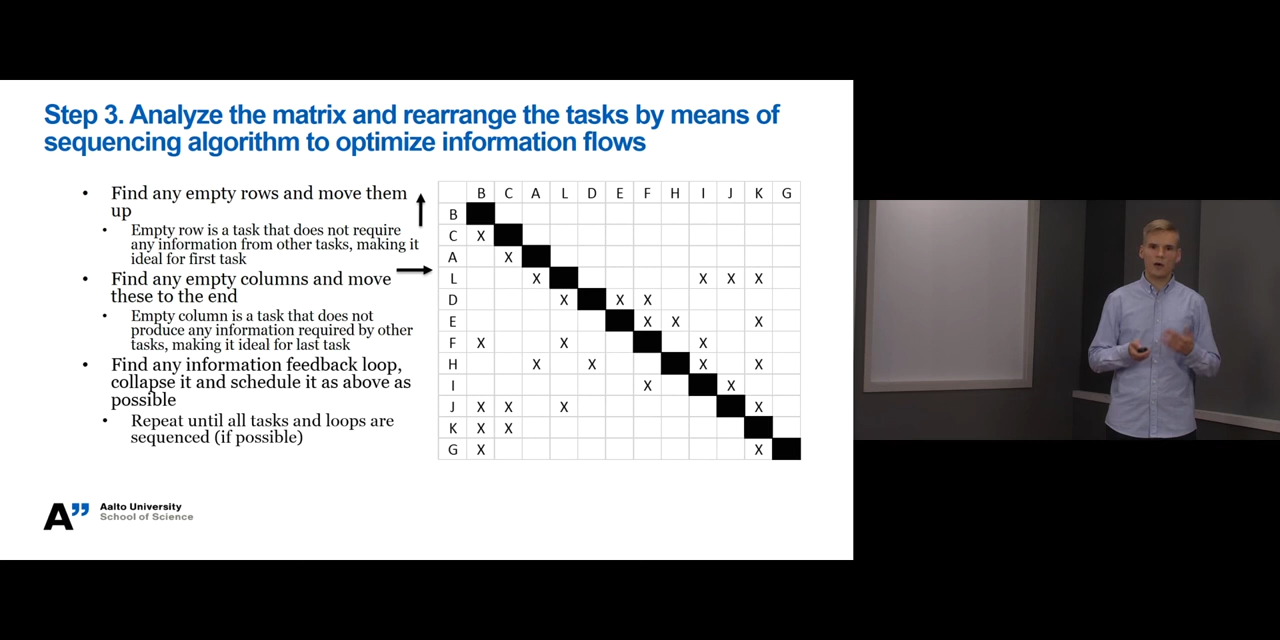 Step 3. Analyze the matrix and rearrange the tasks by means of
sequencing algorithm to optimize information flows
• Find any empty rows and move them
up
• Empty row is a task that does not require
any information from other tasks, making it
ideal for first task
• Find any empty columns and move
these to the end
• Empty column is a task that does not
produce any information required by other
tasks, making it ideal for last task
• Find any information feedback loop,
collapse it and schedule it as above as
possible
• Repeat until all tasks and loops are
sequenced (if possible)
B C A L D E F H I J K G
B
C X
A X
L X X X X
D X X X
E X X X
F X X X
H X X X X
I X X
J X X X X
K X X
G X X
A”
Aalto University
School of Science